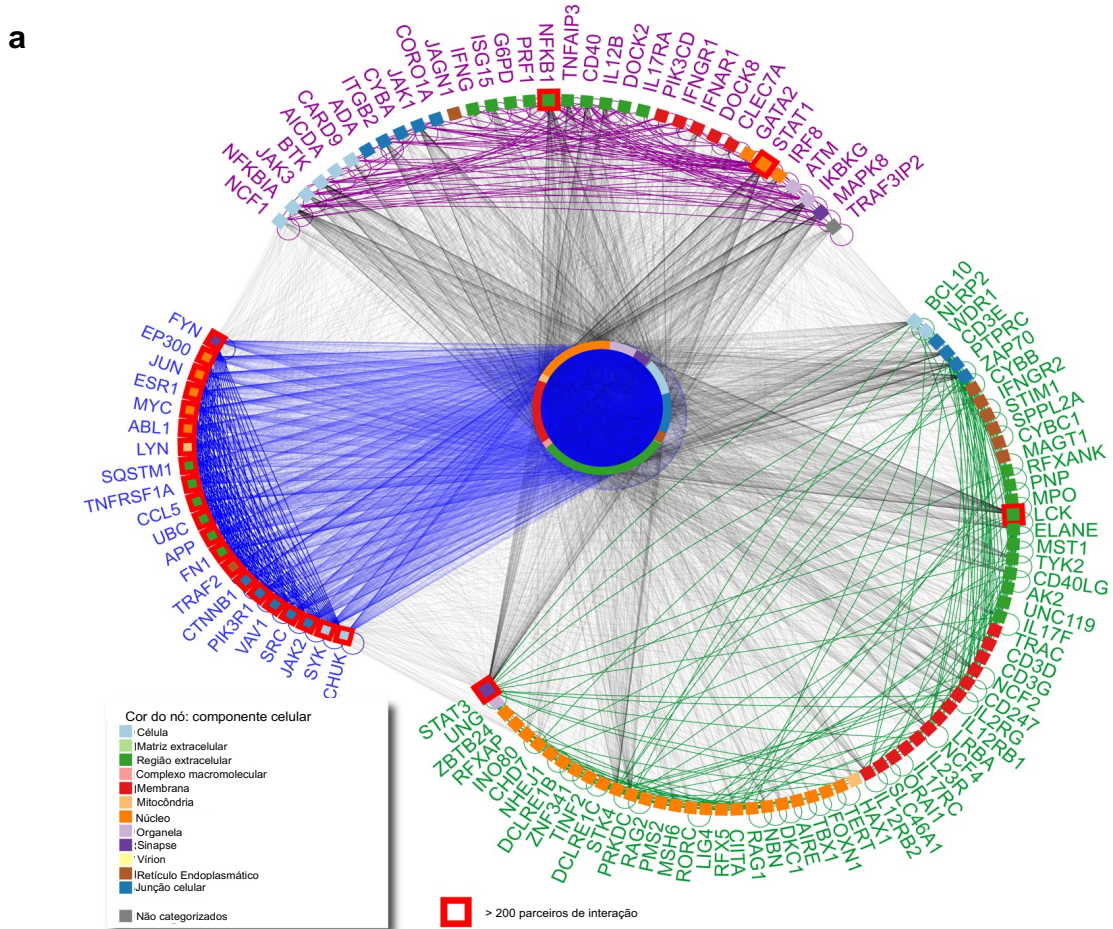 a
NCF1
NFKBIA
JAK3
BTK
AICDA
CARD9
ADA
ITGB2
CYBA
JAK1
CORO1A
JAGN1
IFNG
ISG15
G6PD
PRF1
NFKB1
TNFAIP3
CD40
IL12B
DOCK2
IL17RA
PIK3CD
IFNGR1
IFNAR1
DOCK8
CLEC7A
GATA2
STAT1
IRF8
ATM
IKBKG
MAPK8
TRAF3IP2
BCL10
NLRP2
WDR1
CD3E
PTPRC
ZAP70
CYBB
IFNGR2
STIM1
SPPL2A
CYBC1
MAGT1
RFXANK
PNP
MPO
LCK
ELANE
MST1
TYK2
CD40LG
AK2
UNC119
IL17F
TRAC
CD3D
CD3G
NCF2
CD247
IL2RG
HAX1
TERT
FOXN1
AIRE
DKC1
NBN
RAG1
CIITA
RFX5
LIG4
RORC
MSH6
PMS2
RAG2
PRKDC
STK4
DCLRE1C
TINF2
ZNF341
DCLRE1B
NHEJ1
CHD7
INO80
RFXAP
ZBTB24
UNG
STAT3
FYN
EP300
JUN
ESR1
MYC
ABL1
LYN
SQSTM1
TNFRSF1A
CCL5
UBC
APP
FN1
TRAF2
CTNNB1
PIK3R1
VAV1
SRC
JAK2
SYK
CHUK
Cor do nó: componente celular
Célula
Matriz extracelular
Região extracelular
Complexo macromolecular
Membrana
Mitocôndria
Núcleo
Organela
Sinapse
Vírion
Retículo Endoplasmático
Junção celular
Não categorizados
> 200 parceiros de interação